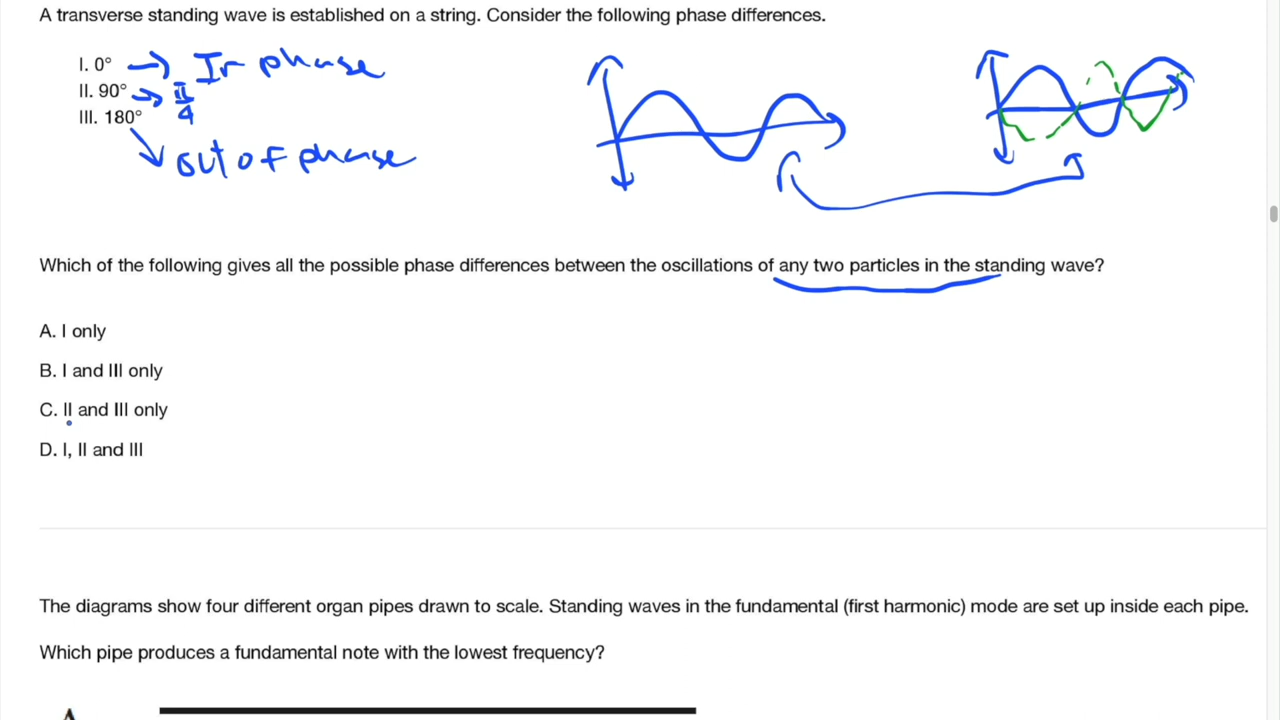 A transverse standing wave is established on a string. Consider the following phase differences.
I. 0° → In phase
II. 90° → π/4
III. 180°
out of phase
Which of the following gives all the possible phase differences between the oscillations of any two particles in the standing wave?
A. I only
B. I and III only
C. II and III only
D. I, II and III
The diagrams show four different organ pipes drawn to scale. Standing waves in the fundamental (first harmonic) mode are set up inside each pipe.
Which pipe produces a fundamental note with the lowest frequency?
A